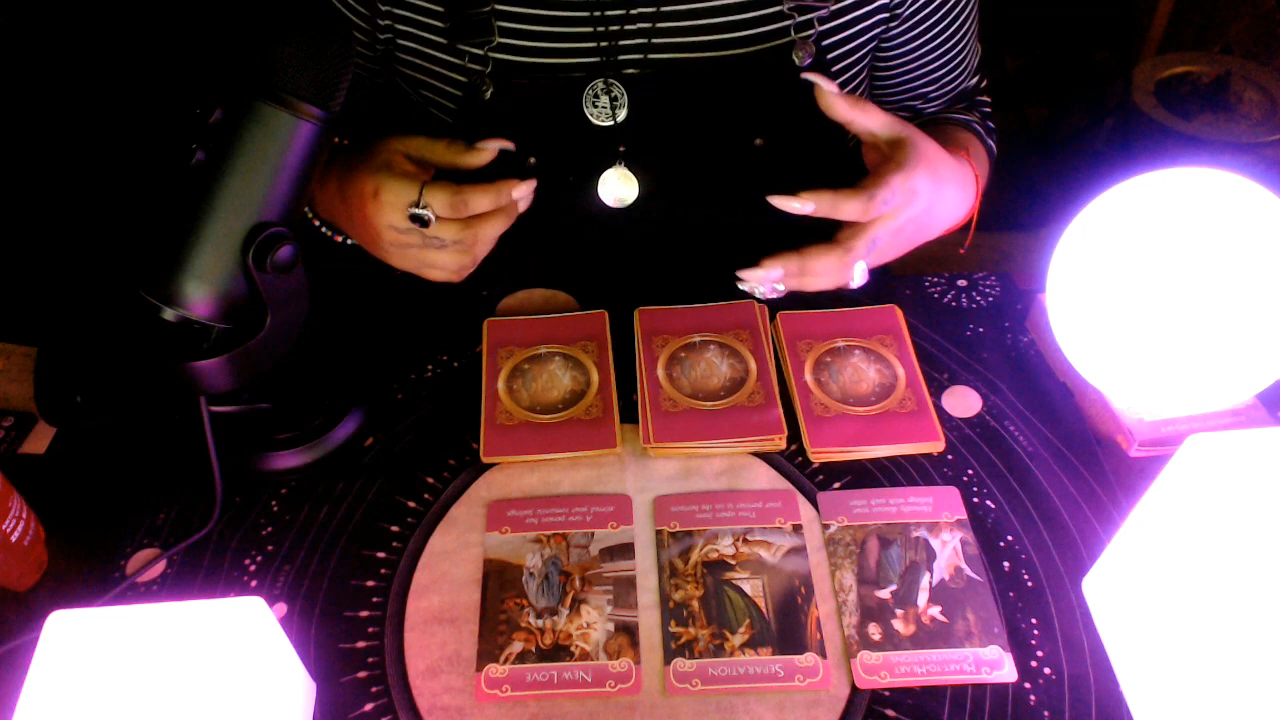 NEW LOVE
A new person has
stirred your romantic feelings
SEPARATION
Time apart from
your partner is on the horizon
HEART-TO-HEART
CONVERSATIONS
Honestly discuss your
feelings with each other
ZERO